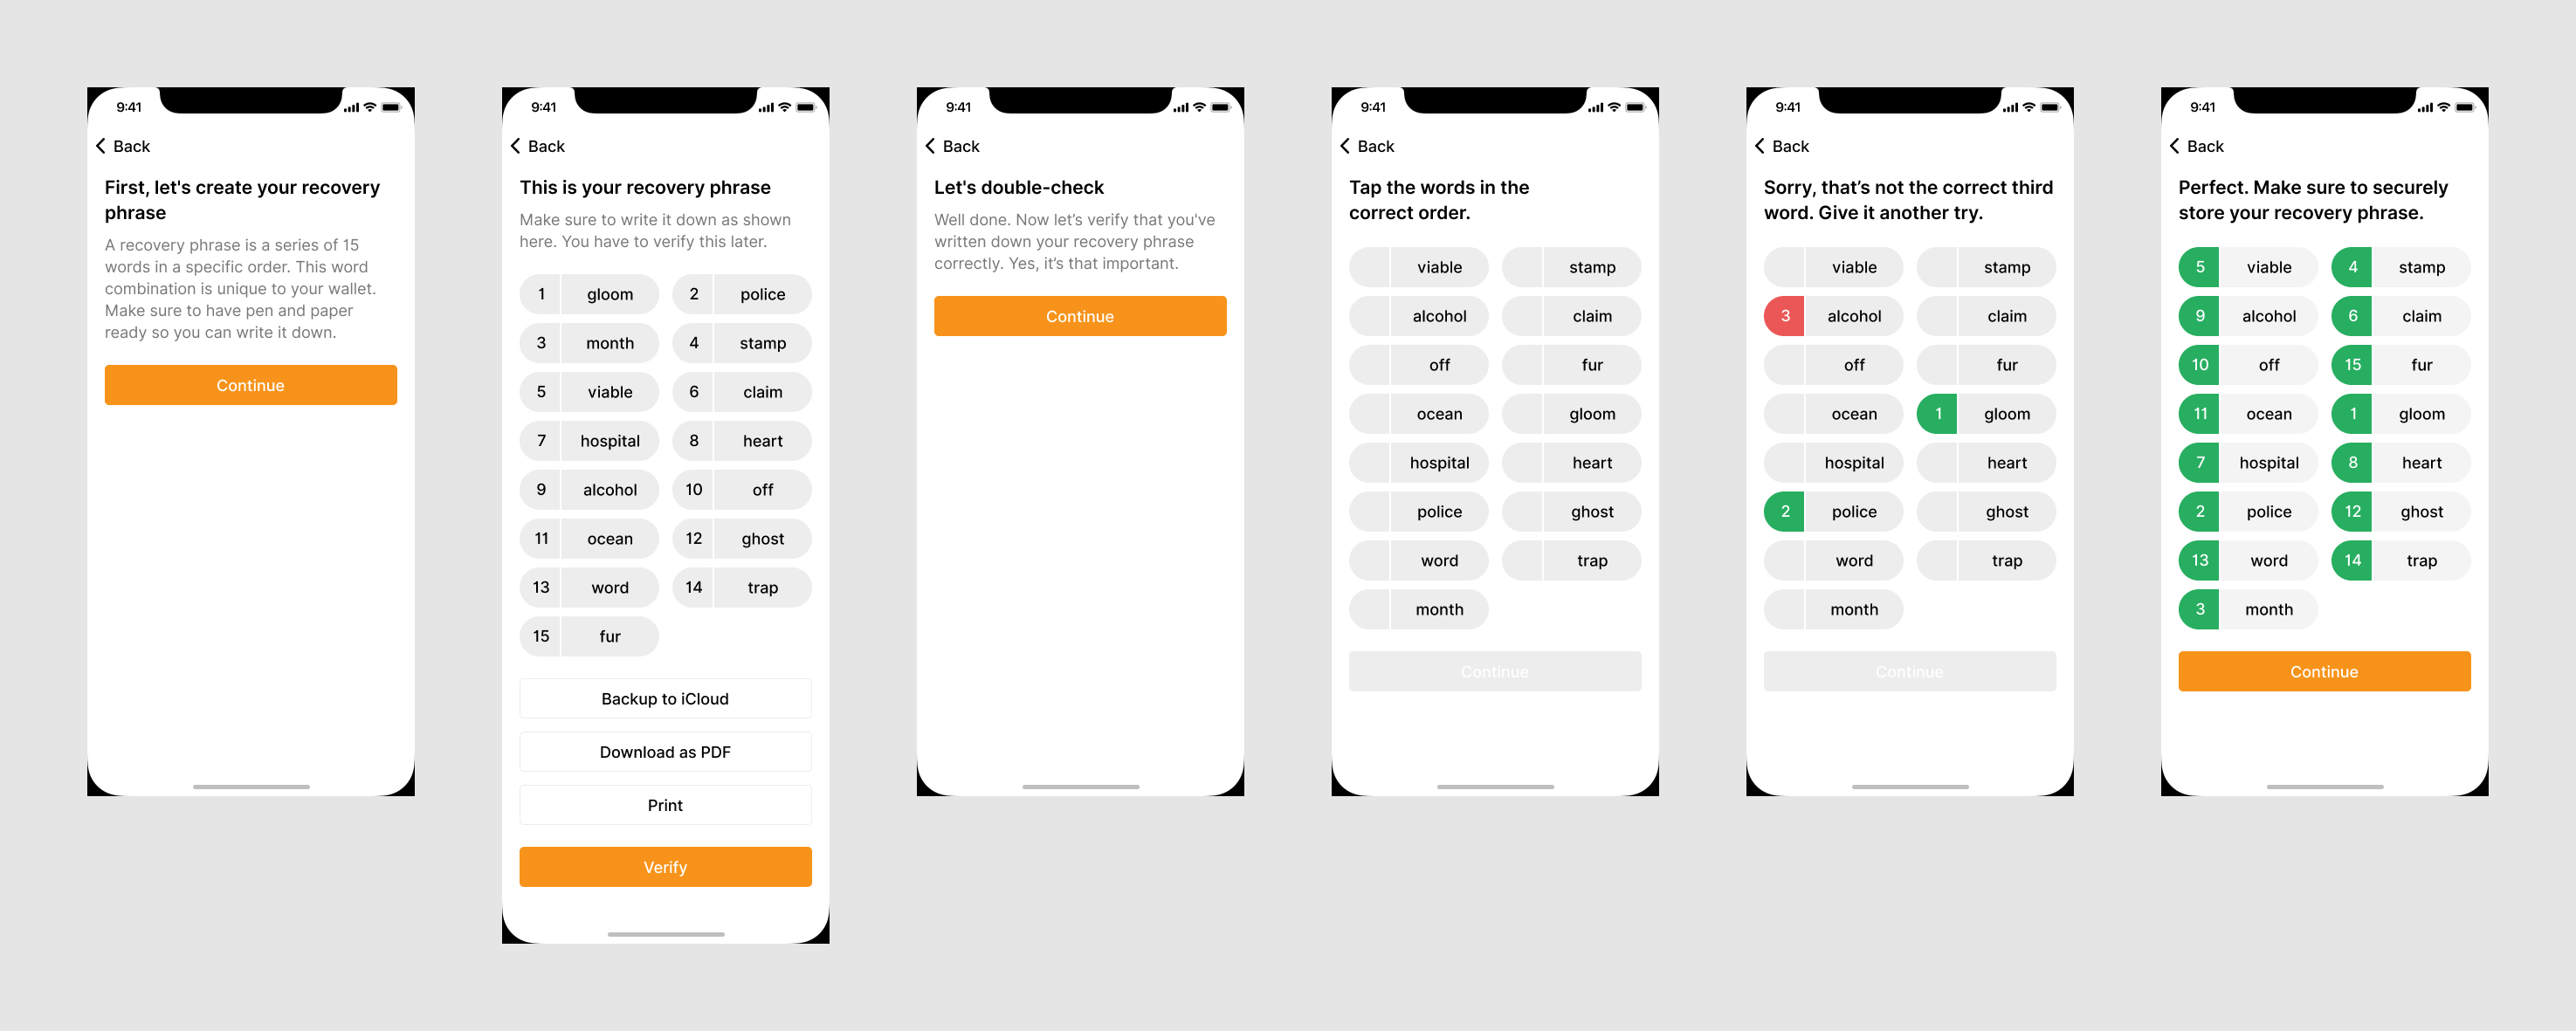 9:41
Back
First, let's create your recovery
phrase
A recovery phrase is a series of 15
words in a specific order. This word
combination is unique to your wallet.
Make sure to have pen and paper
ready so you can write it down.
Continue
9:41
Back
This is your recovery phrase
Make sure to write it down as shown
here. You have to verify this later.
1 gloom 2 police
3 month 4 stamp
5 viable 6 claim
7 hospital 8 heart
9 alcohol 10 off
11 ocean 12 ghost
13 word 14 trap
15 fur
Backup to iCloud
Download as PDF
Print
Verify
9:41
Back
Let's double-check
Well done. Now let’s verify that you've
written down your recovery phrase
correctly. Yes, it’s that important.
Continue
9:41
Back
Tap the words in the
correct order.
viable stamp
alcohol claim
off fur
ocean gloom
hospital heart
police ghost
word trap
month
Continue
9:41
Back
Sorry, that’s not the correct third
word. Give it another try.
viable stamp
3 alcohol claim
off fur
ocean 1 gloom
hospital heart
2 police ghost
word trap
month
Continue
9:41
Back
Perfect. Make sure to securely
store your recovery phrase.
5 viable 4 stamp
9 alcohol 6 claim
10 off 15 fur
11 ocean 1 gloom
7 hospital 8 heart
2 police 12 ghost
13 word 14 trap
3 month
Continue